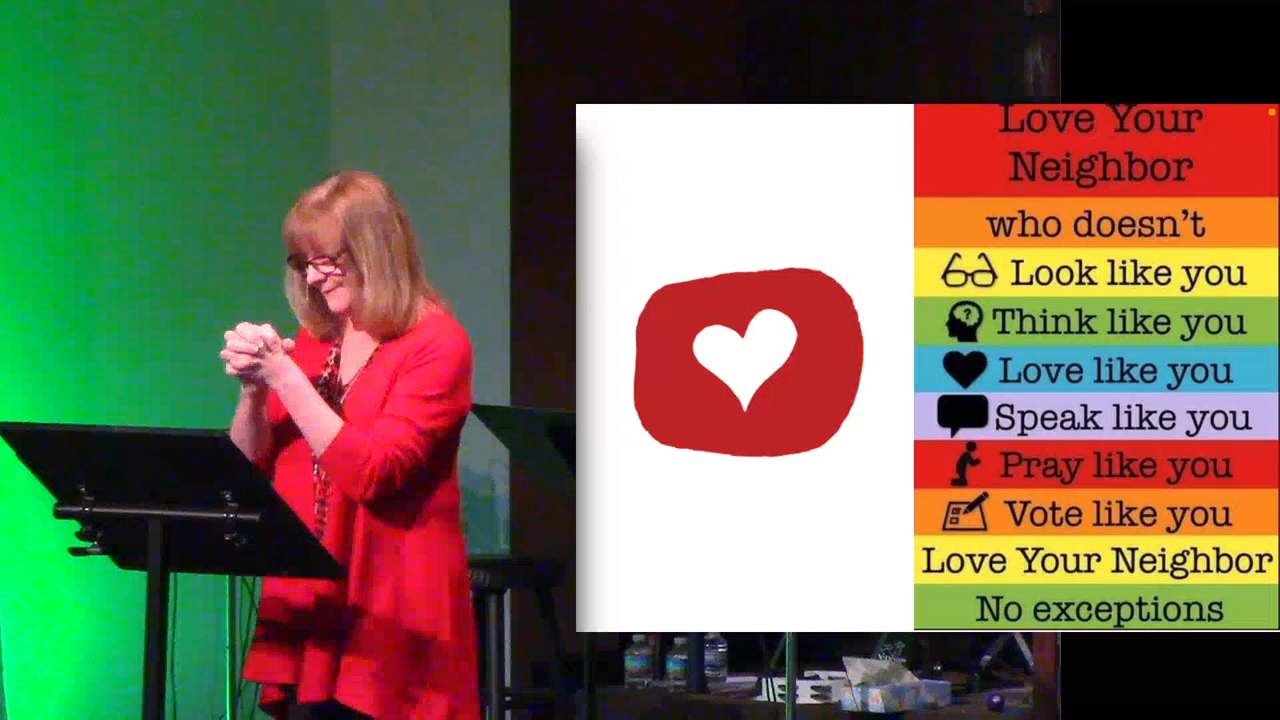 Love Your
Neighbor
who doesn't
Look like you
Think like you
Love like you
Speak like you
Pray like you
Vote like you
Love Your Neighbor
No exceptions